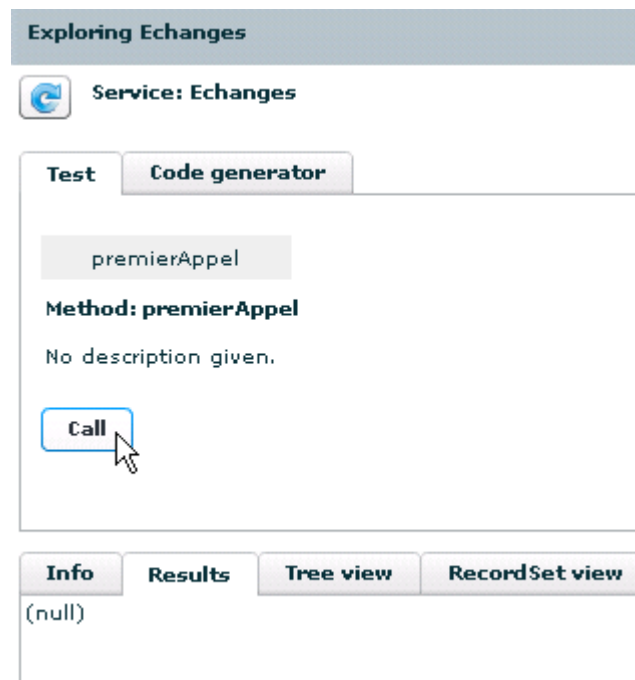 Exploring Echanges
Service: Echanges
Test Code generator
premierAppel
Method: premierAppel
No description given.
Call
Info Results Tree view RecordSet view
(null)